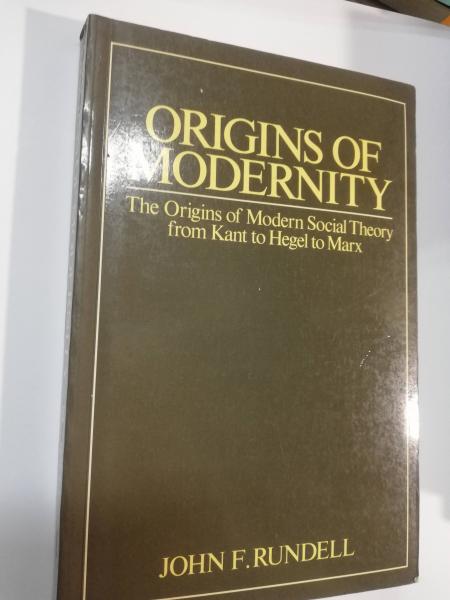 ORIGINS OF
MODERNITY
The Origins of Modern Social Theory
from Kant to Hegel to Marx
JOHN F. RUNDELL